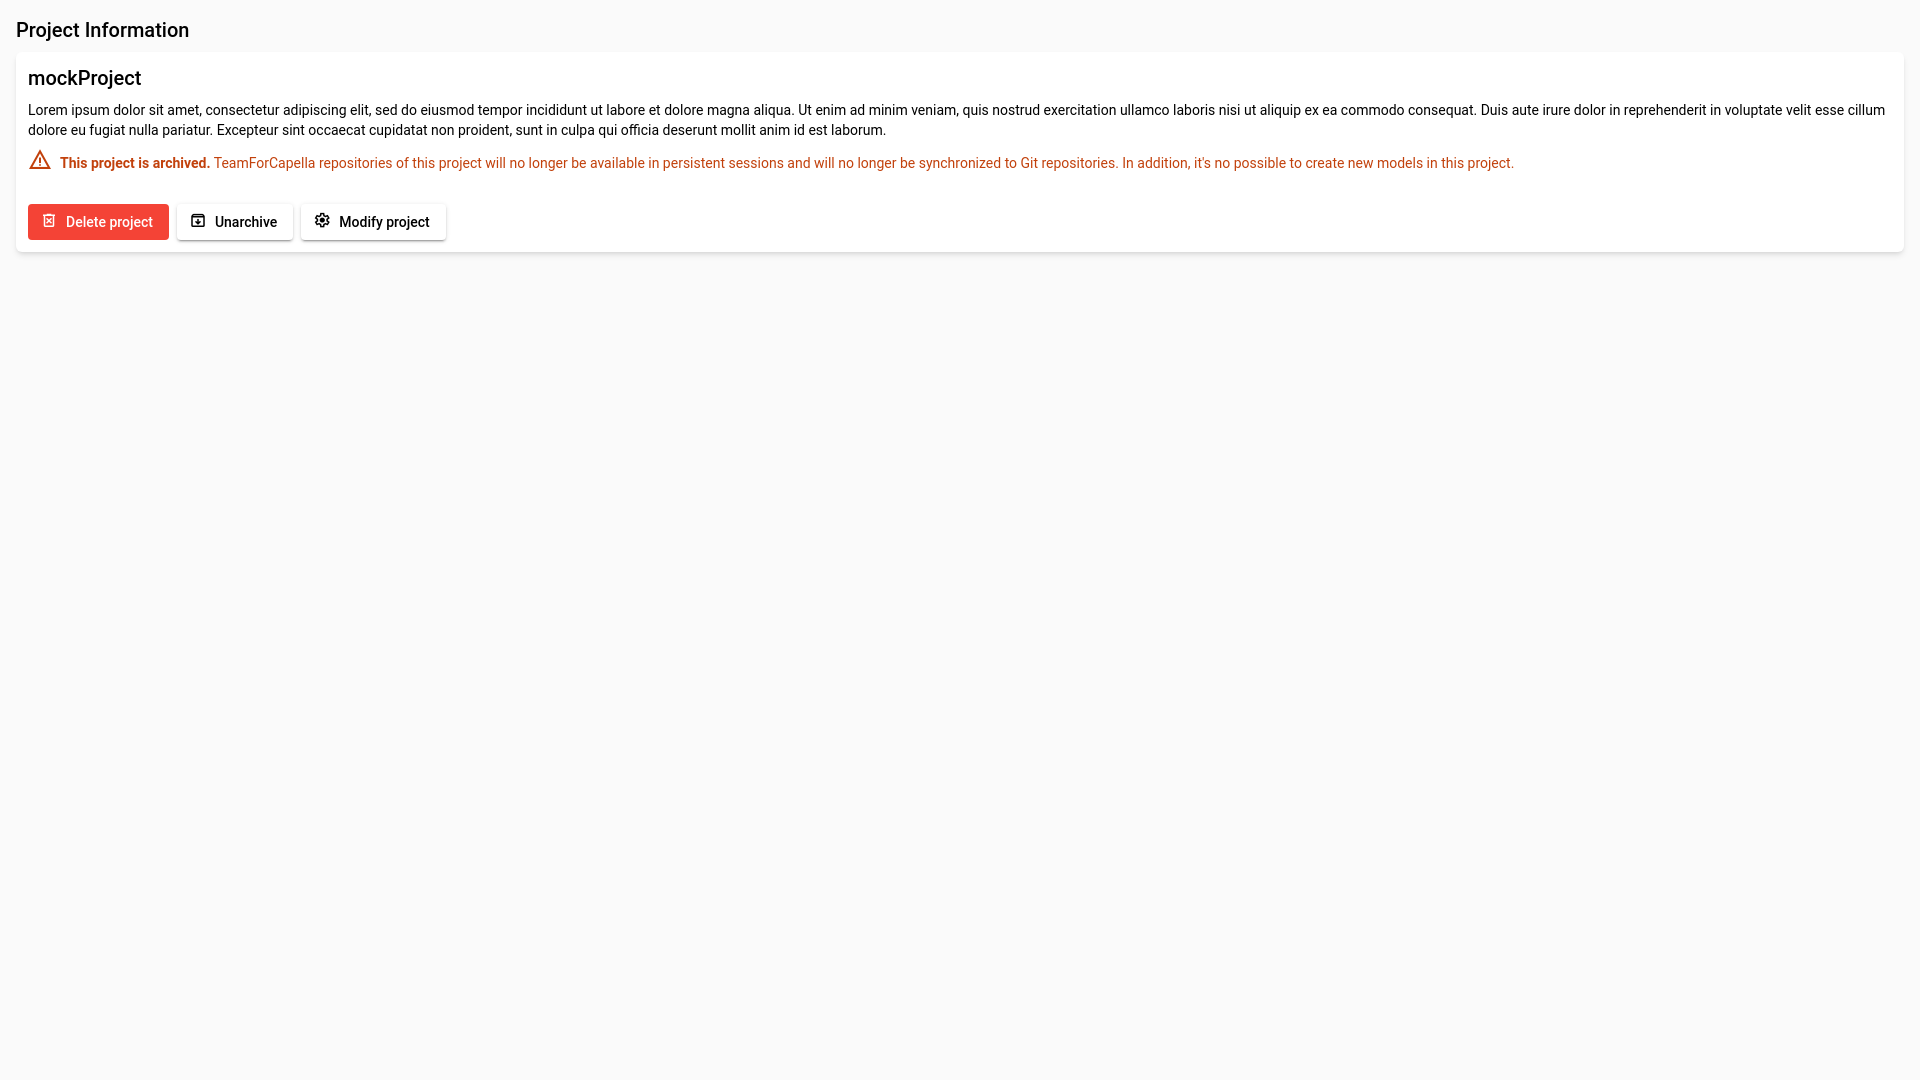 Project Information
mockProject
Lorem ipsum dolor sit amet, consectetur adipiscing elit, sed do eiusmod tempor incididunt ut labore et dolore magna aliqua. Ut enim ad minim veniam, quis nostrud exercitation ullamco laboris nisi ut aliquip ex ea commodo consequat. Duis aute irure dolor in reprehenderit in voluptate velit esse cillum
dolore eu fugiat nulla pariatur. Excepteur sint occaecat cupidatat non proident, sunt in culpa qui officia deserunt mollit anim id est laborum.
This project is archived. TeamForCapella repositories of this project will no longer be available in persistent sessions and will no longer be synchronized to Git repositories. In addition, it's no possible to create new models in this project.
Delete project Unarchive Modify project